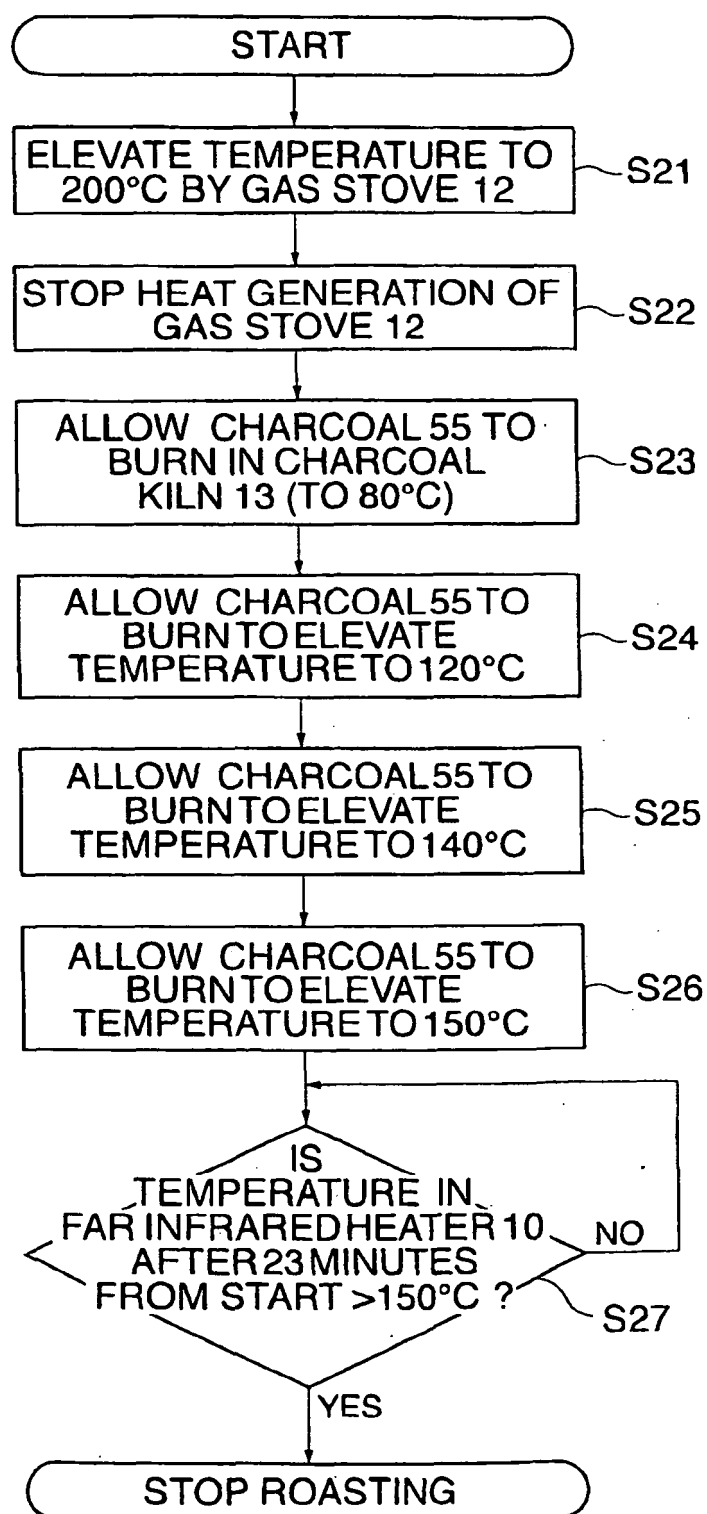 START
ELEVATE TEMPERATURE TO
200°C BY GAS STOVE 12
S21
STOP HEAT GENERATION OF
GAS STOVE 12
S22
ALLOW CHARCOAL 55 TO
BURN IN CHARCOAL
KILN 13 (TO 80°C)
S23
ALLOW CHARCOAL 55 TO
BURN TO ELEVATE
TEMPERATURE TO 120°C
S24
ALLOW CHARCOAL 55 TO
BURN TO ELEVATE
TEMPERATURE TO 140°C
S25
ALLOW CHARCOAL 55 TO
BURN TO ELEVATE
TEMPERATURE TO 150°C
S26
IS
TEMPERATURE IN
FAR INFRARED HEATER 10
AFTER 23 MINUTES
FROM START >150°C ?
NO
S27
YES
STOP ROASTING